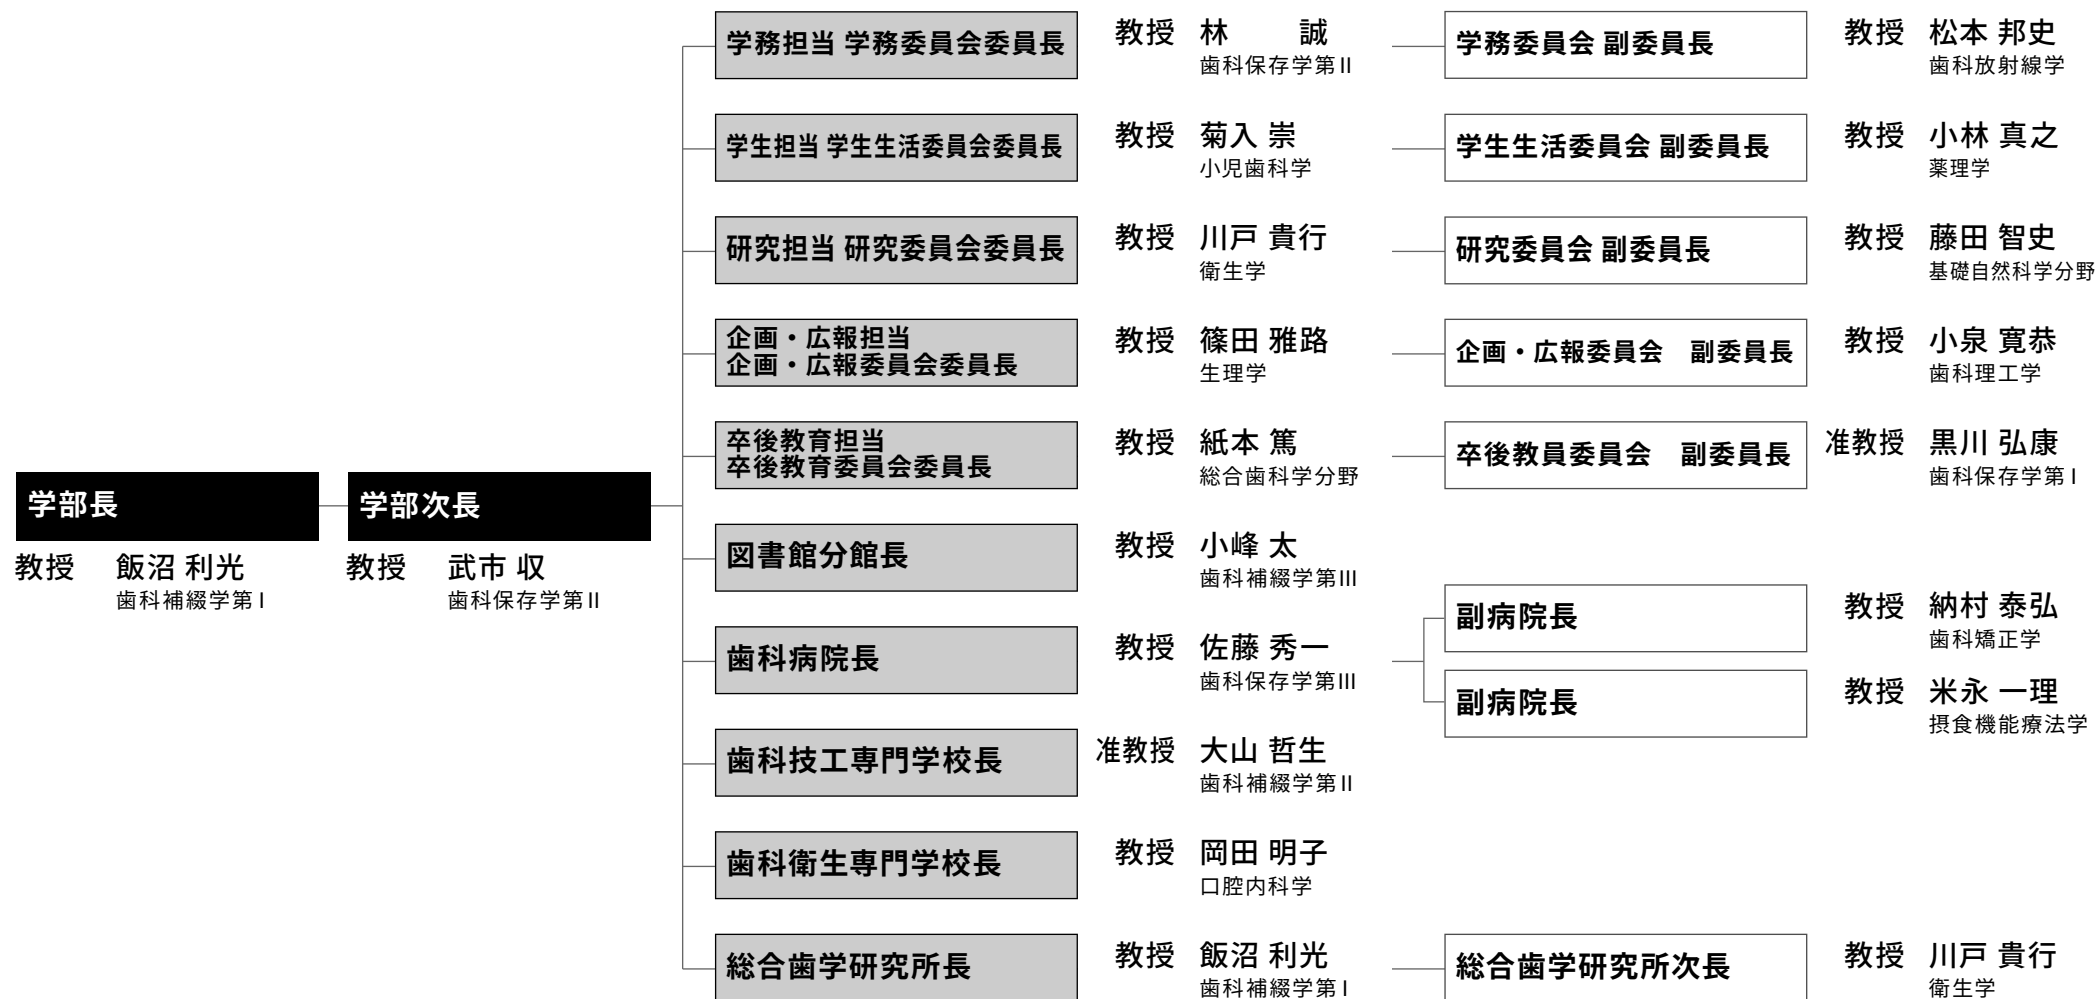 学部長
教授 飯沼 利光
歯科補綴学第Ⅰ
学部次長
教授 武市 収
歯科保存学第Ⅱ
学務担当 学務委員会委員長
教授 林 誠
歯科保存学第Ⅱ
学務委員会 副委員長
教授 松本 邦史
歯科放射線学
学生担当 学生生活委員会委員長
教授 菊入 崇
小児歯科学
学生生活委員会 副委員長
教授 小林 真之
薬理学
研究担当 研究委員会委員長
教授 川戸 貴行
衛生学
研究委員会 副委員長
教授 藤田 智史
基礎自然科学分野
企画・広報担当
企画・広報委員会委員長
教授 篠田 雅路
生理学
企画・広報委員会 副委員長
教授 小泉 寛恭
歯科理工学
卒後教育担当
卒後教育委員会委員長
教授 紙本 篤
総合歯科学分野
卒後教員委員会 副委員長
准教授 黒川 弘康
歯科保存学第Ⅰ
図書館分館長
教授 小峰 太
歯科補綴学第Ⅲ
歯科病院長
教授 佐藤 秀一
歯科保存学第Ⅲ
副病院長
教授 納村 泰弘
歯科矯正学
副病院長
教授 米永 一理
摂食機能療法学
歯科技工専門学校長
准教授 大山 哲生
歯科補綴学第Ⅱ
歯科衛生専門学校長
教授 岡田 明子
口腔内科学
総合歯学研究所長
教授 飯沼 利光
歯科補綴学第Ⅰ
総合歯学研究所次長
教授 川戸 貴行
衛生学